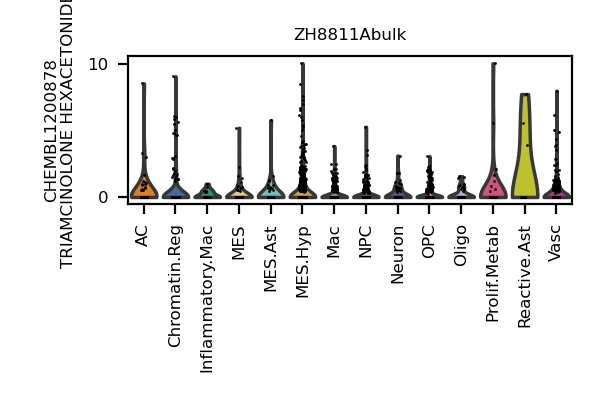 ZH8811Abulk
CHEMBL1200878
TRIAMCINOLONE HEXACETONIDE
10
0
AC
Chromatin.Reg
Inflammatory.Mac
MES
MES.Ast
MES.Hyp
Mac
NPC
Neuron
OPC
Oligo
Prolif.Metab
Reactive.Ast
Vasc